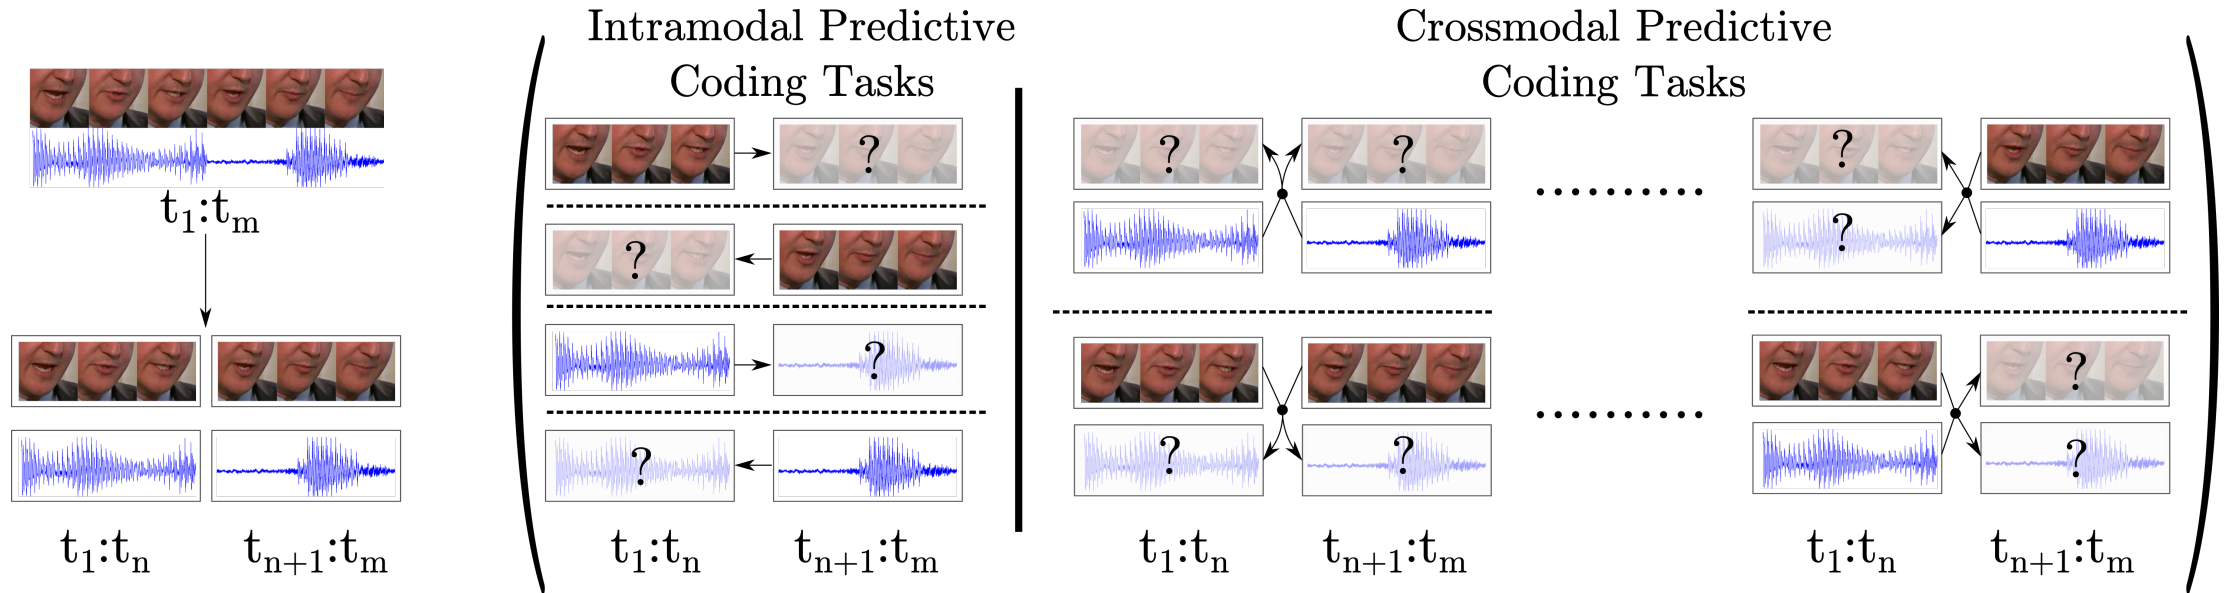 Intramodal Predictive
Coding Tasks
Crossmodal Predictive
Coding Tasks
t₁:tₘ
?
?
?
?
?
?
?
?
?
?
?
?
t₁:tₙ
tₙ₊₁:tₘ
t₁:tₙ
tₙ₊₁:tₘ
t₁:tₙ
tₙ₊₁:tₘ
t₁:tₙ
tₙ₊₁:tₘ